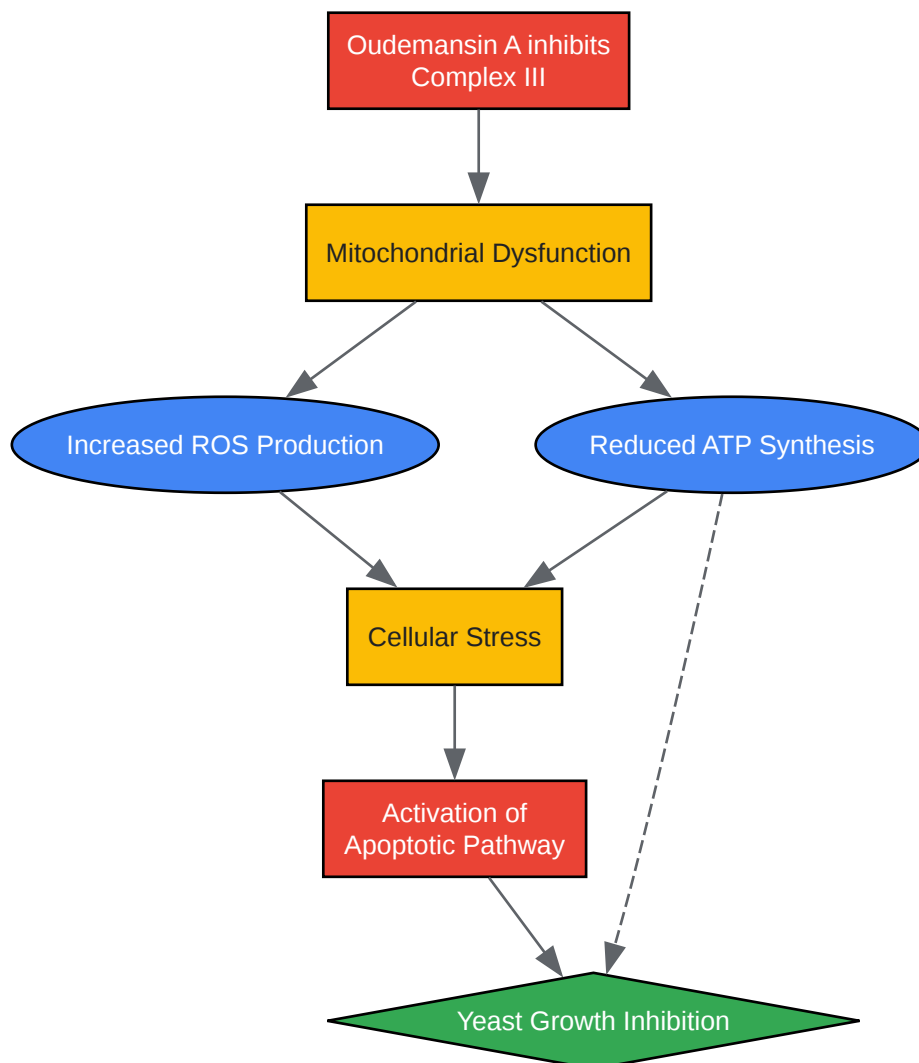 Oudemansin A inhibits
Complex III
Mitochondrial Dysfunction
Increased ROS Production
Reduced ATP Synthesis
Cellular Stress
Activation of
Apoptotic Pathway
Yeast Growth Inhibition